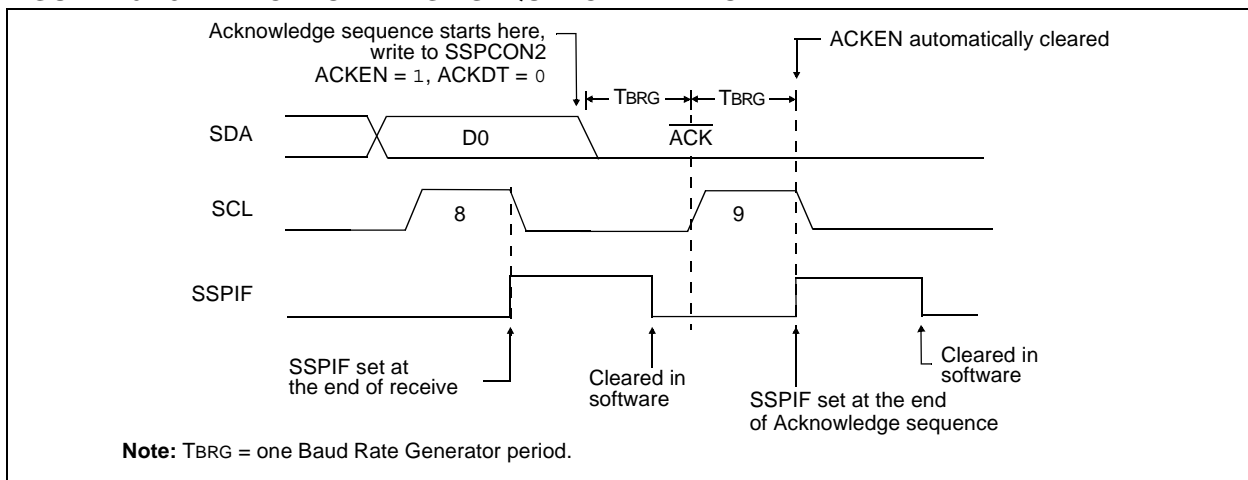 Acknowledge sequence starts here,
write to SSPCON2
ACKEN = 1, ACKDT = 0
ACKEN automatically cleared
TBRG
TBRG
SDA
D0
ACK
SCL
8
9
SSPIF
SSPIF set at
the end of receive
Cleared in
software
SSPIF set at the end
of Acknowledge sequence
Cleared in
software
Note: TBRG = one Baud Rate Generator period.